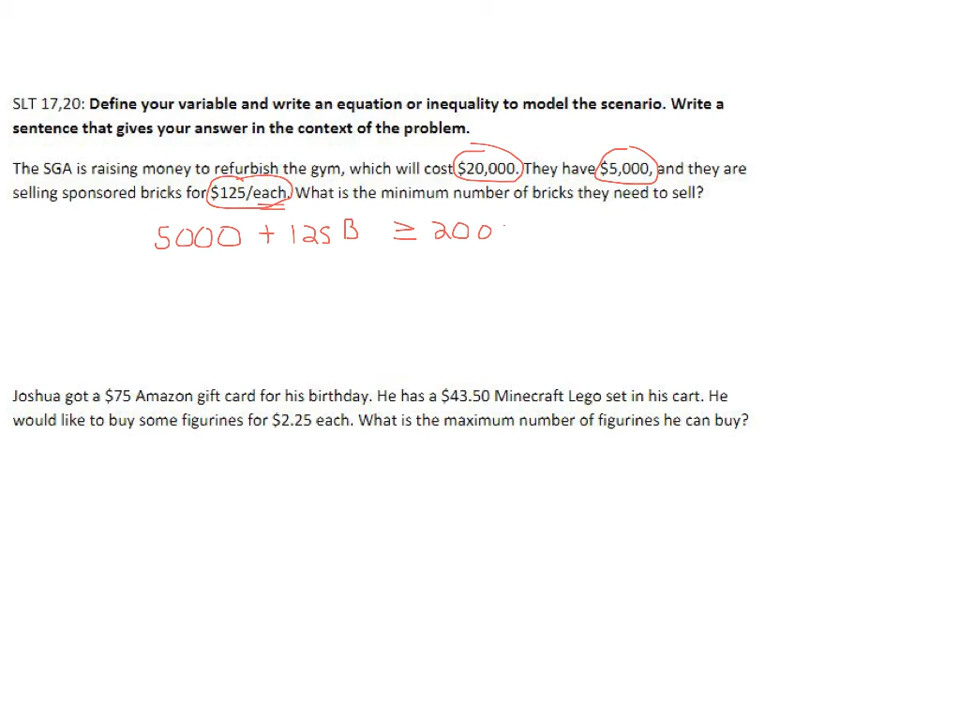 SLT 17,20: Define your variable and write an equation or inequality to model the scenario. Write a
sentence that gives your answer in the context of the problem.
The SGA is raising money to refurbish the gym, which will cost $20,000. They have $5,000, and they are
selling sponsored bricks for $125/each. What is the minimum number of bricks they need to sell?
5000 + 125 B ≥ 200
Joshua got a $75 Amazon gift card for his birthday. He has a $43.50 Minecraft Lego set in his cart. He
would like to buy some figurines for $2.25 each. What is the maximum number of figurines he can buy?